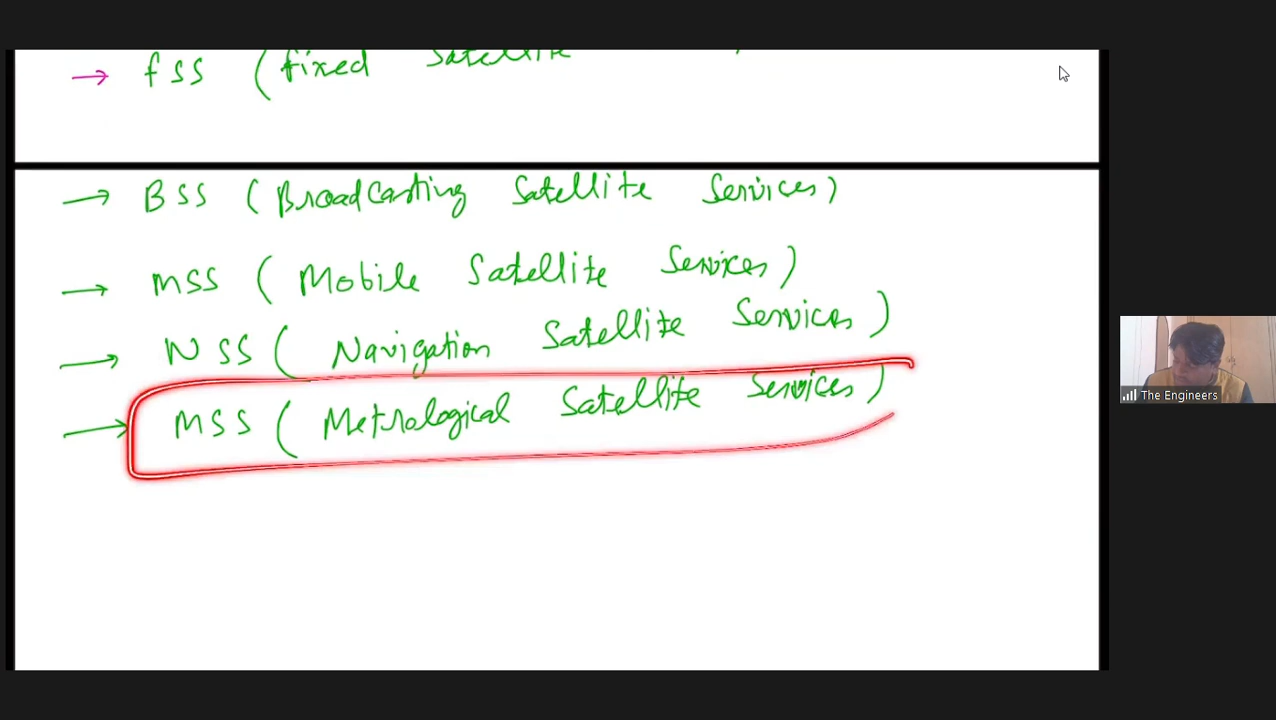 → fSS (fixed Satellite
→ BSS (Broadcasting Satellite Services)
→ MSS (Mobile Satellite Services)
→ NSS (Navigation Satellite Services)
→ MSS (Metrological Satellite Services)
The Engineers